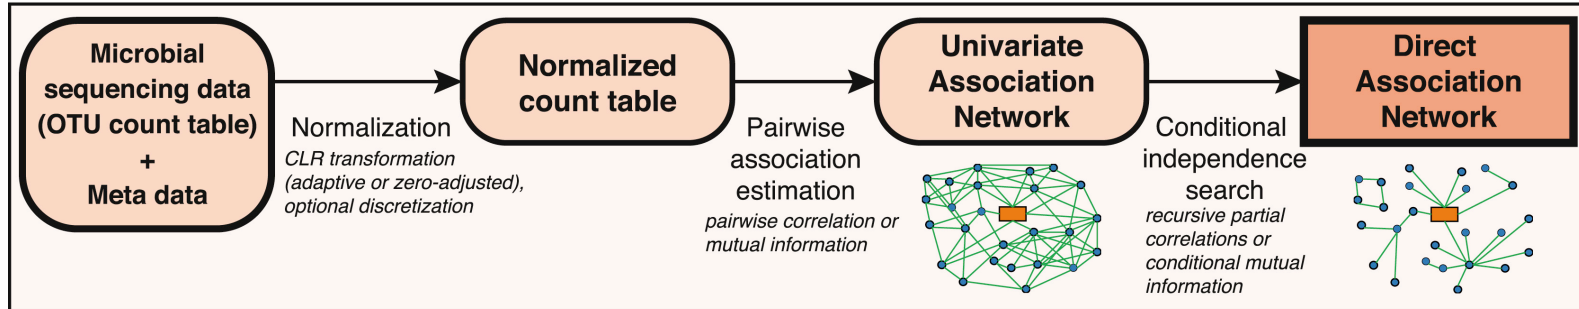 Microbial
sequencing data
(OTU count table)
+
Meta data
Normalization
CLR transformation
(adaptive or zero-adjusted),
optional discretization
Normalized
count table
Pairwise
association
estimation
pairwise correlation or
mutual information
Univariate
Association
Network
Conditional
independence
search
recursive partial
correlations or
conditional mutual
information
Direct
Association
Network